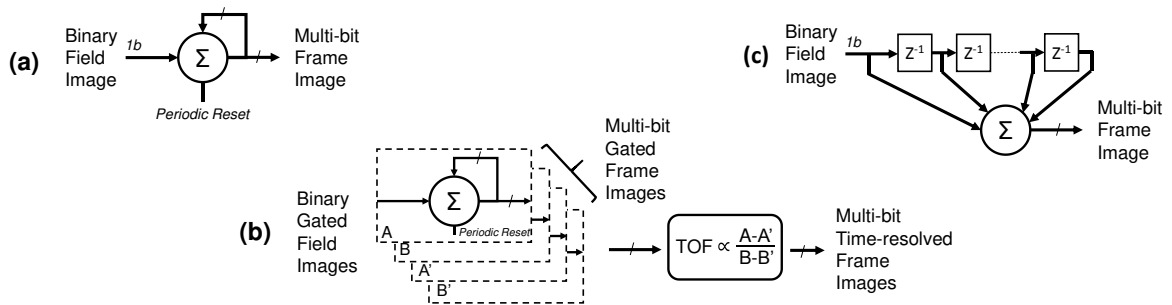 (a)
Binary
Field
Image
1b
Σ
Periodic Reset
Multi-bit
Frame
Image
(c)
Binary
Field
Image
1b
Z⁻¹
Z⁻¹
Z⁻¹
Σ
Multi-bit
Frame
Image
(b)
Binary
Gated
Field
Images
Σ
Periodic Reset
A
B
A'
B'
Multi-bit
Gated
Frame
Images
TOF ∝ A-A' / B-B'
Multi-bit
Time-resolved
Frame
Images